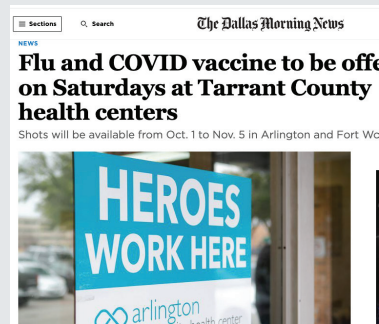 Sections
Search
The Dallas Morning News
NEWS
Flu and COVID vaccine to be
on Saturdays at Tarrant County
health centers
Shots will be available from Oct. 1 to Nov. 5 in Arlington and Fort
HEROES
WORK HERE
arlington
health center